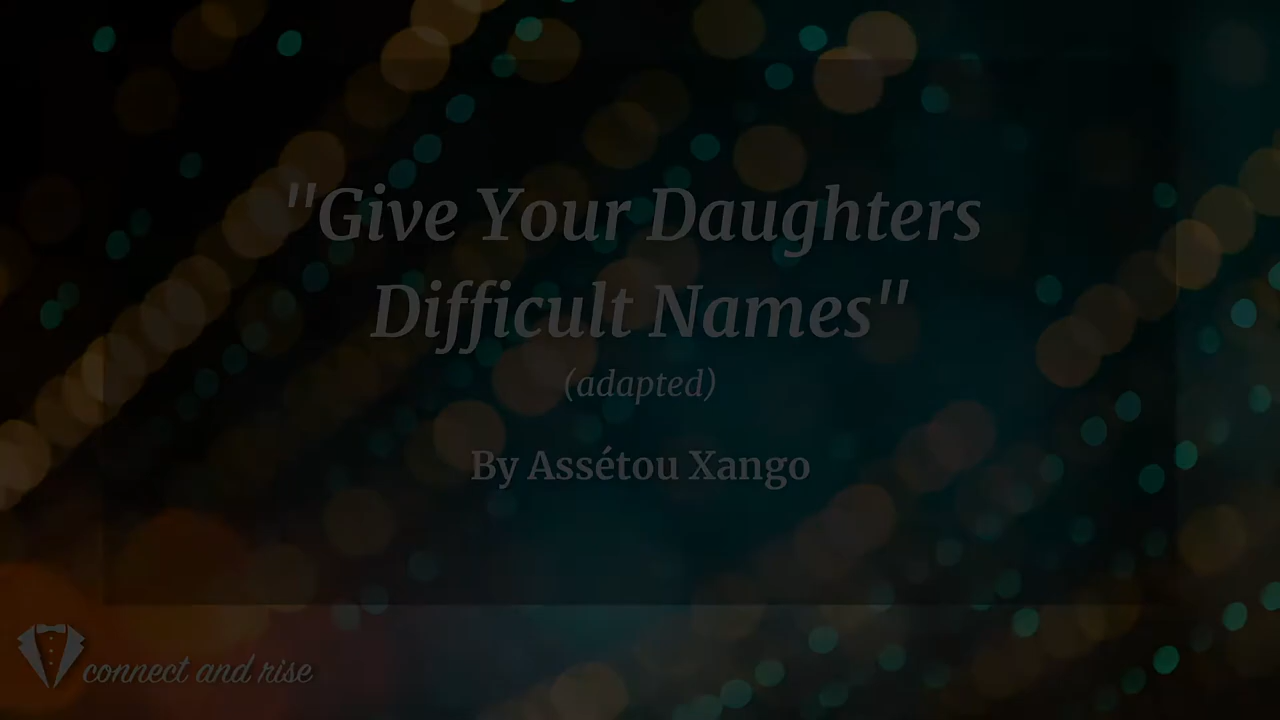 "Give Your Daughters
Difficult Names"
(adapted)
By Assétou Xango
connect and rise